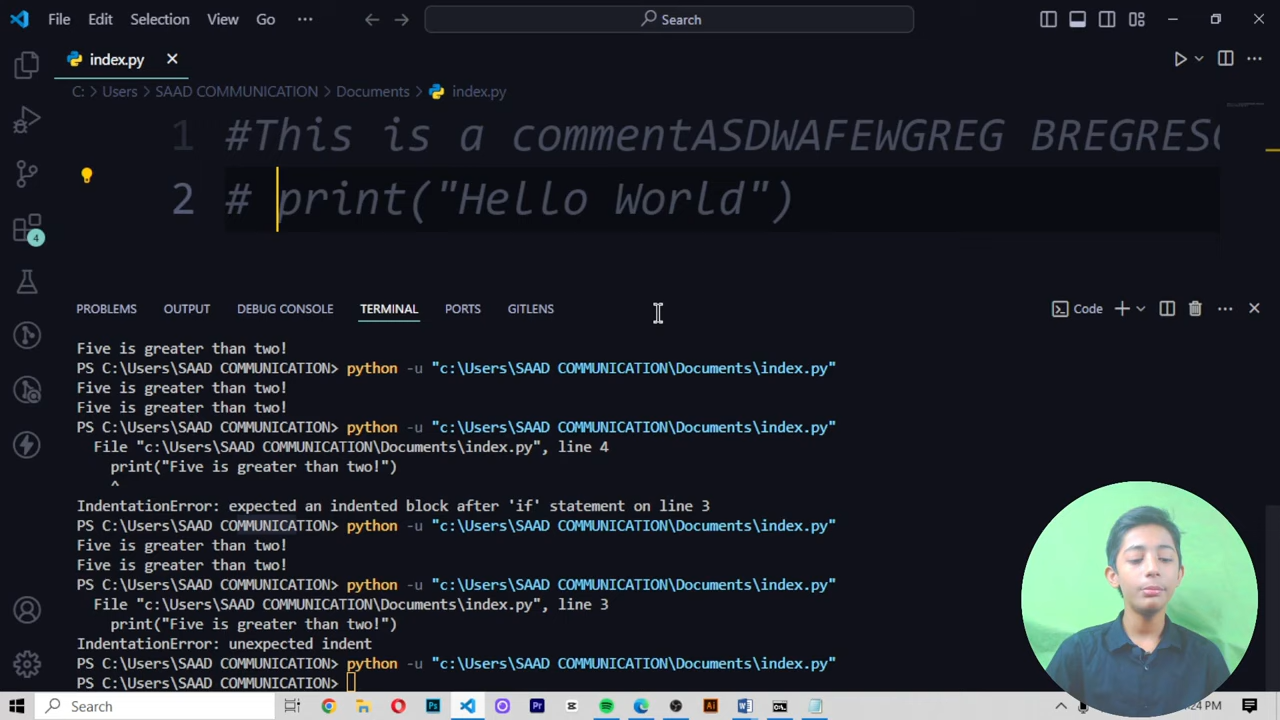 File Edit Selection View Go ··· Search
index.py
C: Users SAAD COMMUNICATION Documents index.py
1 #This is a commentASDWAFEWGREG BREGRESG
2 # print("Hello World")
4
PROBLEMS OUTPUT DEBUG CONSOLE TERMINAL PORTS GITLENS Code
Five is greater than two!
PS C:\Users\SAAD COMMUNICATION> python -u "c:\Users\SAAD COMMUNICATION\Documents\index.py"
Five is greater than two!
Five is greater than two!
PS C:\Users\SAAD COMMUNICATION> python -u "c:\Users\SAAD COMMUNICATION\Documents\index.py"
File "c:\Users\SAAD COMMUNICATION\Documents\index.py", line 4
print("Five is greater than two!")
^
IndentationError: expected an indented block after 'if' statement on line 3
PS C:\Users\SAAD COMMUNICATION> python -u "c:\Users\SAAD COMMUNICATION\Documents\index.py"
Five is greater than two!
Five is greater than two!
PS C:\Users\SAAD COMMUNICATION> python -u "c:\Users\SAAD COMMUNICATION\Documents\index.py"
File "c:\Users\SAAD COMMUNICATION\Documents\index.py", line 3
print("Five is greater than two!")
IndentationError: unexpected indent
PS C:\Users\SAAD COMMUNICATION> python -u "c:\Users\SAAD COMMUNICATION\Documents\index.py"
PS C:\Users\SAAD COMMUNICATION>
Search Ps Pr Ai :24 PM